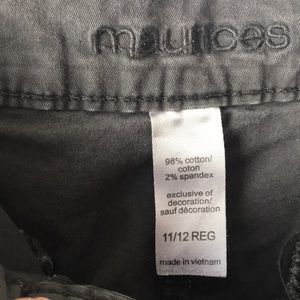 maurices
98% cotton/
coton
2% spandex
exclusive of
decoration/
sauf décoration
11/12 REG
made in vietnam